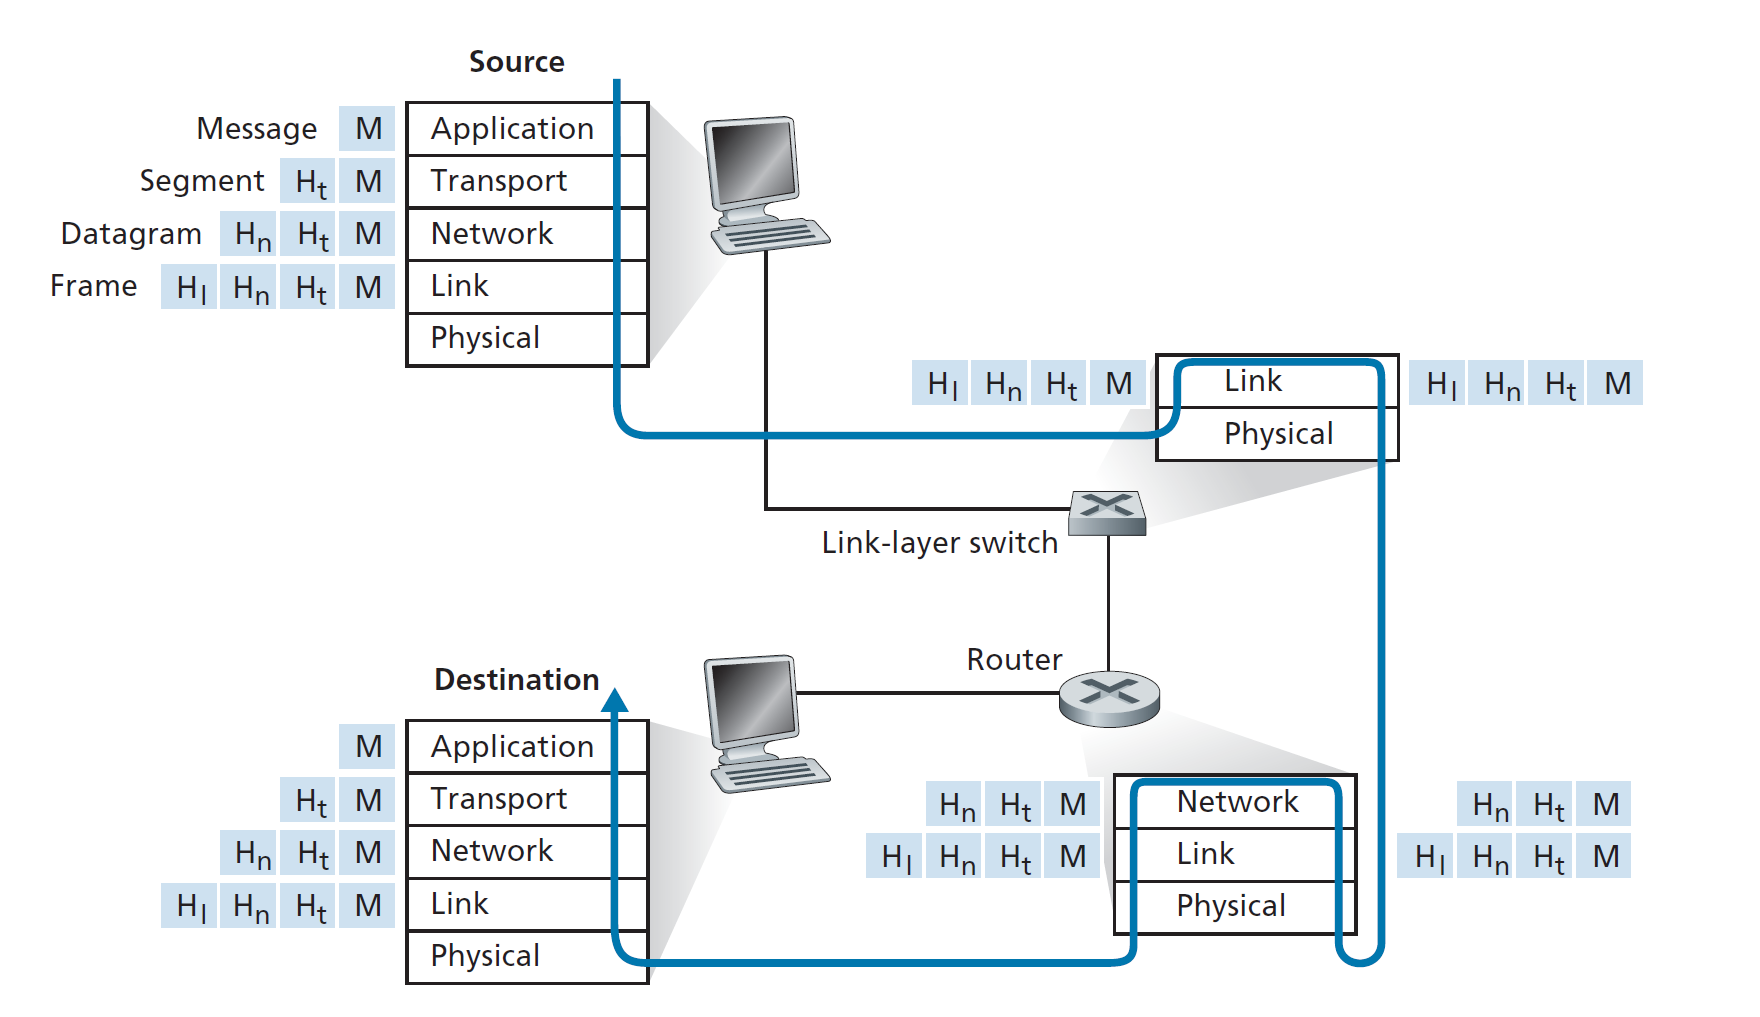 Source
Message M Application
Segment Ht M Transport
Datagram Hn Ht M Network
Frame Hl Hn Ht M Link
Physical
Hl Hn Ht M Link Hl Hn Ht M
Physical
Link-layer switch
Router
Destination
M Application
Ht M Transport
Hn Ht M Network
Hl Hn Ht M Link
Physical
Hn Ht M Network Hn Ht M
Hl Hn Ht M Link Hl Hn Ht M
Physical